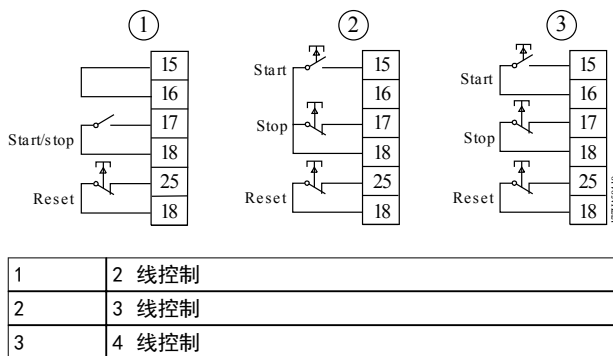 1 2 3
15 15 15
Start Start
16 16 16
17 17 17
Start/stop Stop Stop
18 18 18
25 25 25
Reset Reset Reset
18 18 18
1 2 线控制
2 3 线控制
3 4 线控制